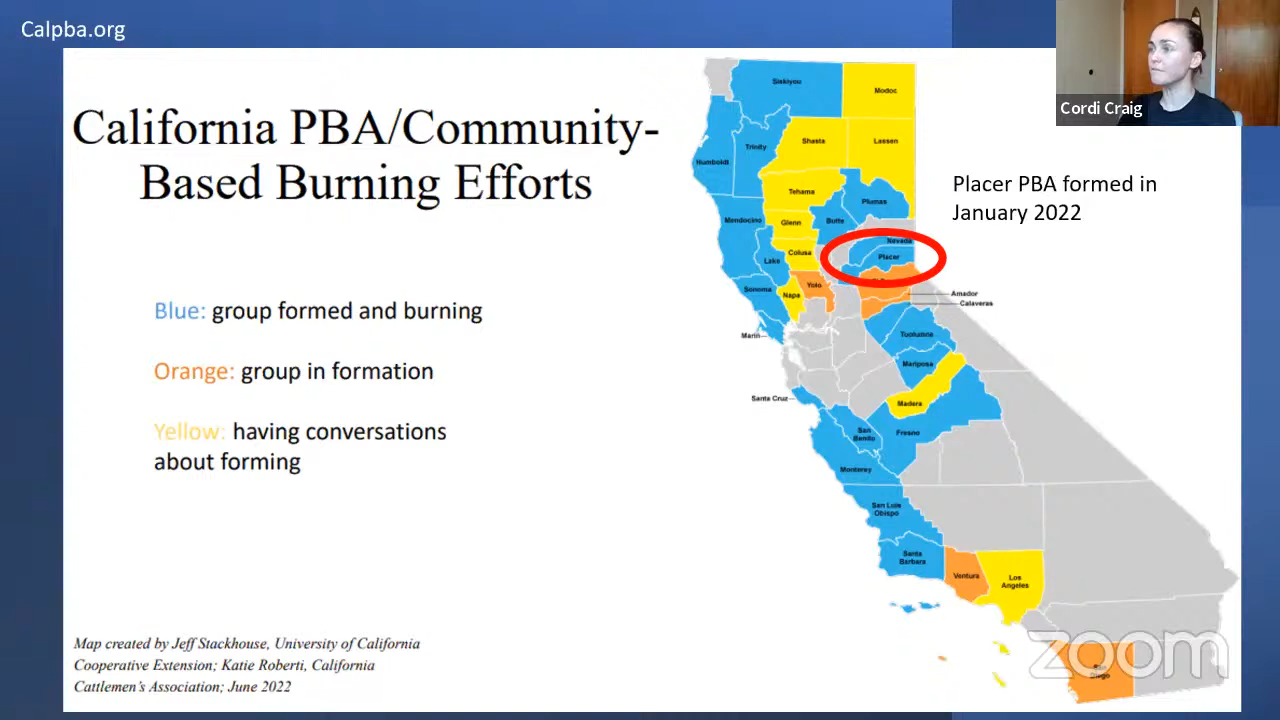 Calpba.org
Cordi Craig
California PBA/Community-
Based Burning Efforts
Placer PBA formed in
January 2022
Blue: group formed and burning
Orange: group in formation
Yellow: having conversations
about forming
Siskiyou
Modoc
Shasta
Lassen
Trinity
Humboldt
Tehama
Plumas
Mendocino
Glenn
Butte
Nevada
Colusa
Placer
Lake
Yolo
Sonoma
Napa
Amador
Calaveras
Marin
Tuolumne
Mariposa
Santa Cruz
Madera
San
Benito
Fresno
Monterey
San Luis
Obispo
Santa
Barbara
Ventura
Los
Angeles
San
Diego
zoom
Map created by Jeff Stackhouse, University of California
Cooperative Extension; Katie Roberti, California
Cattlemen's Association; June 2022